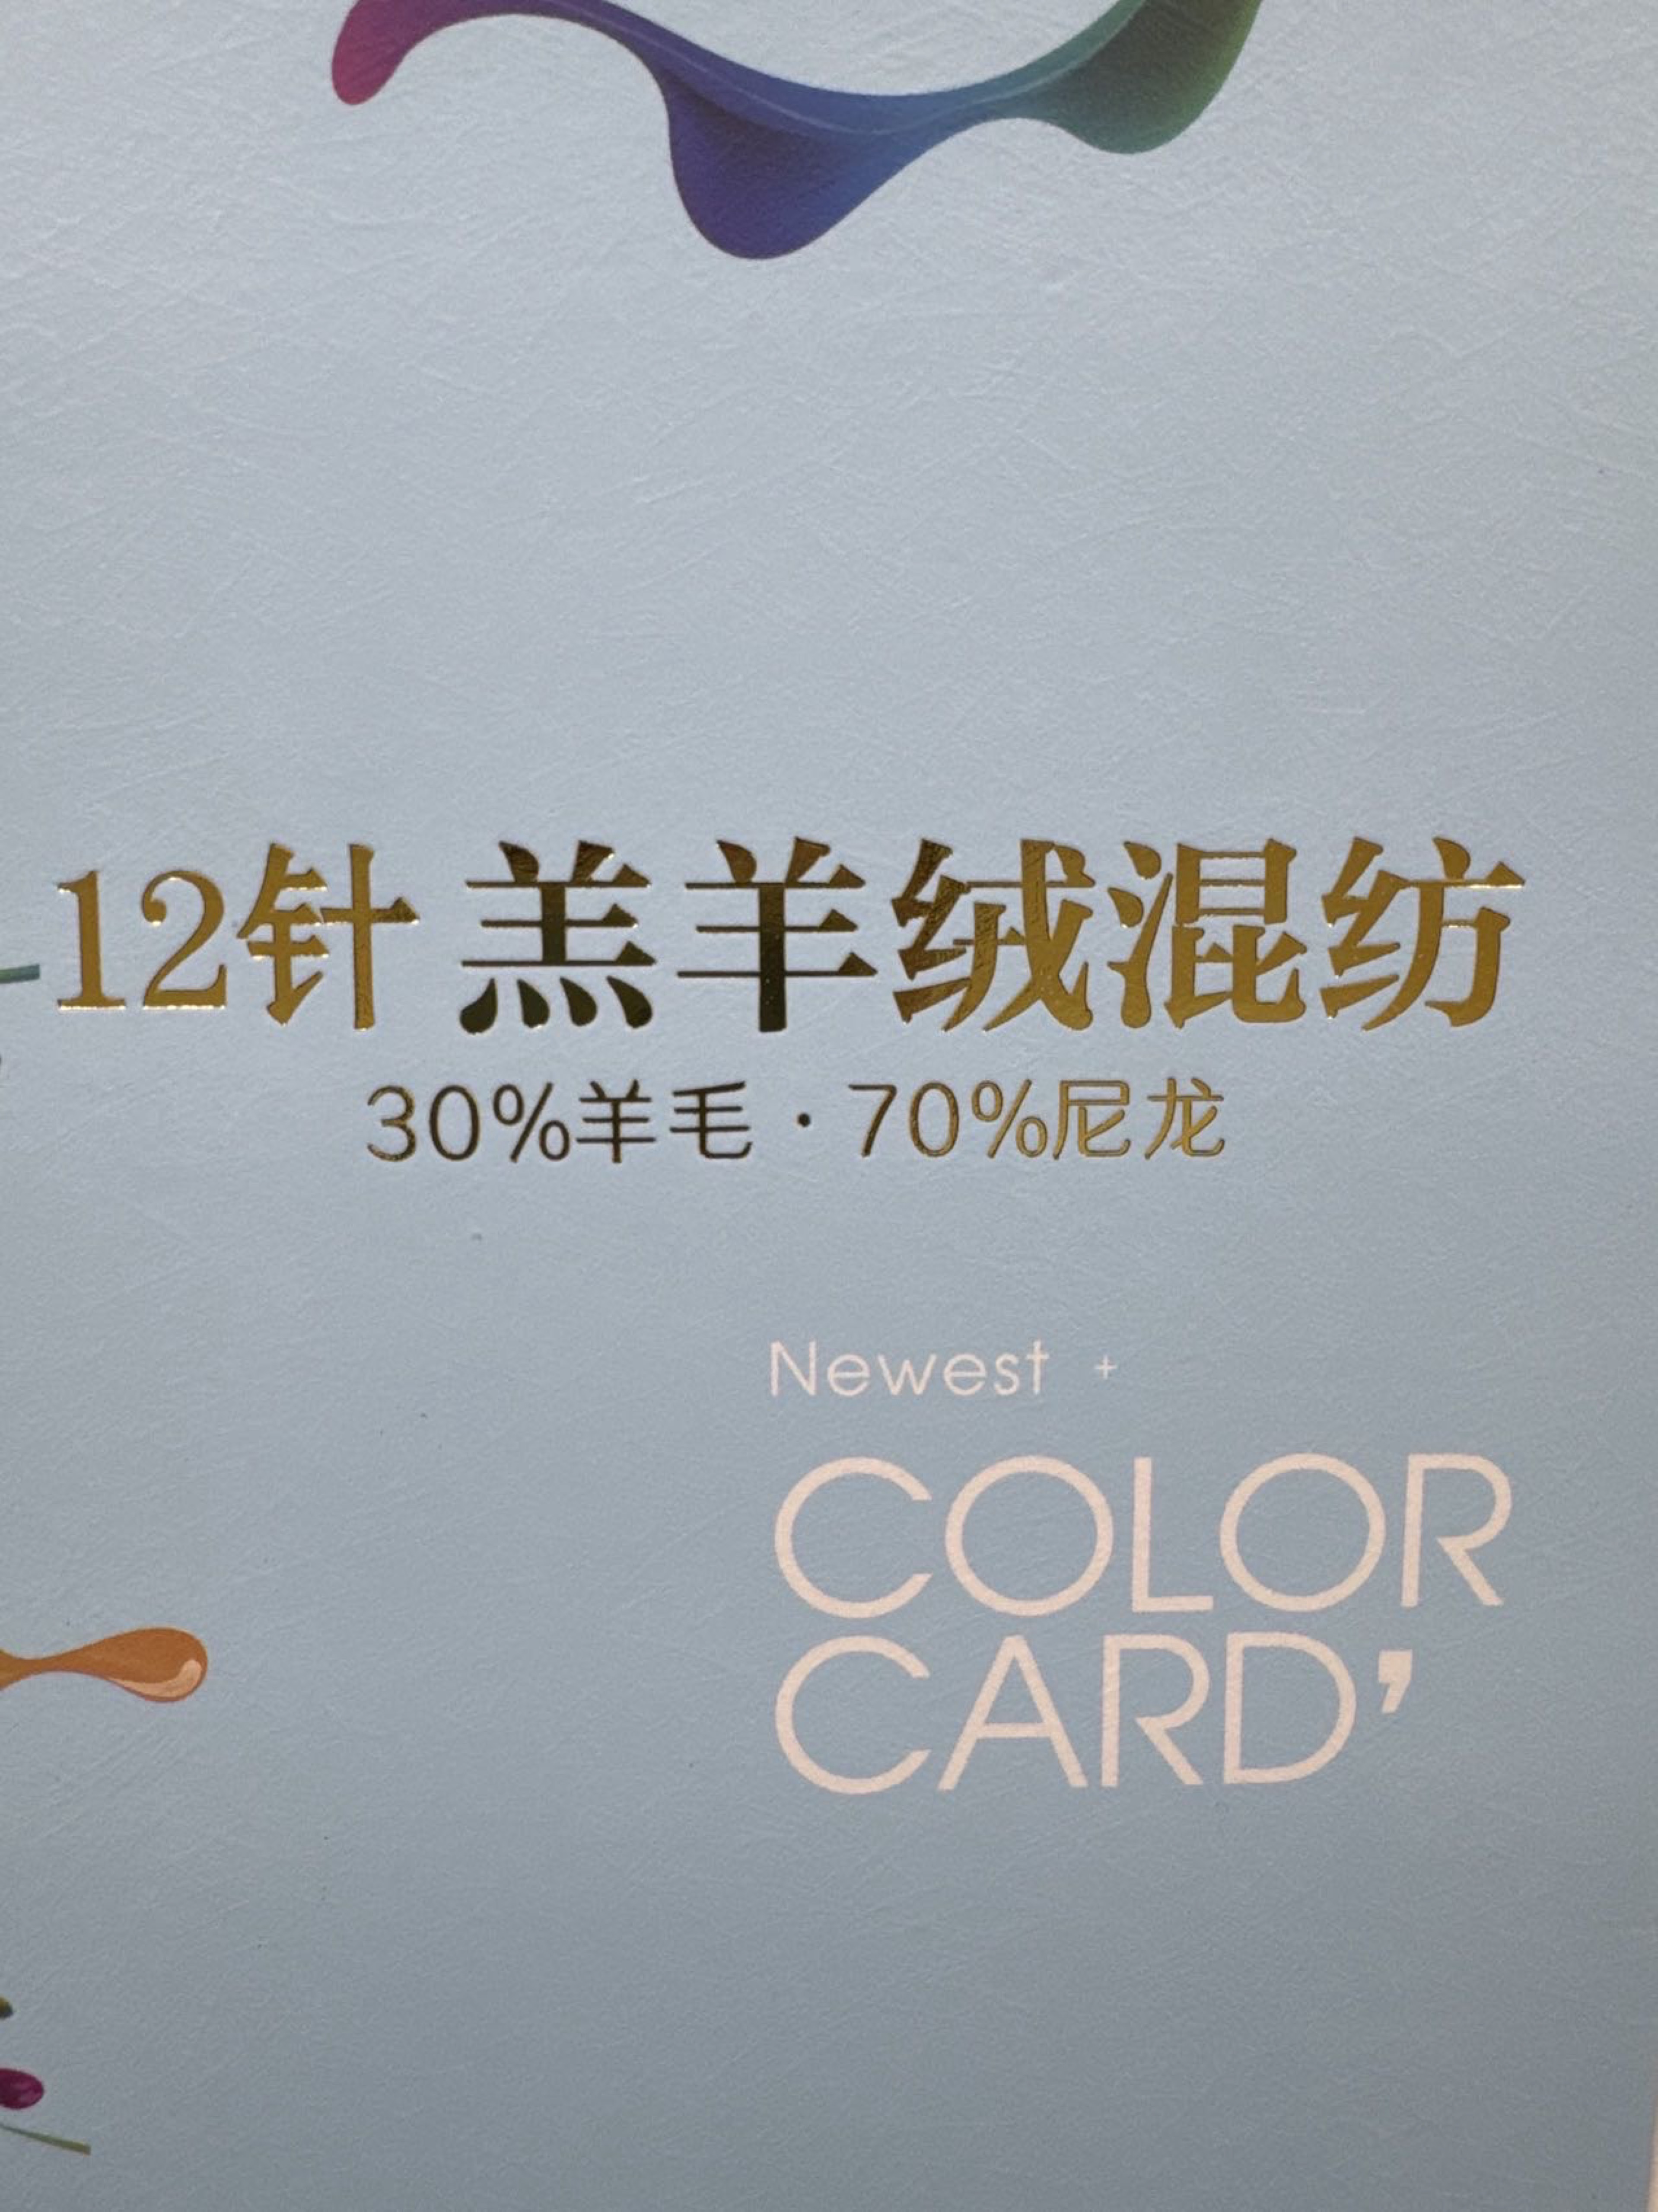 12针 羔羊绒混纺
30%羊毛·70%尼龙
Newest +
COLOR
CARD’